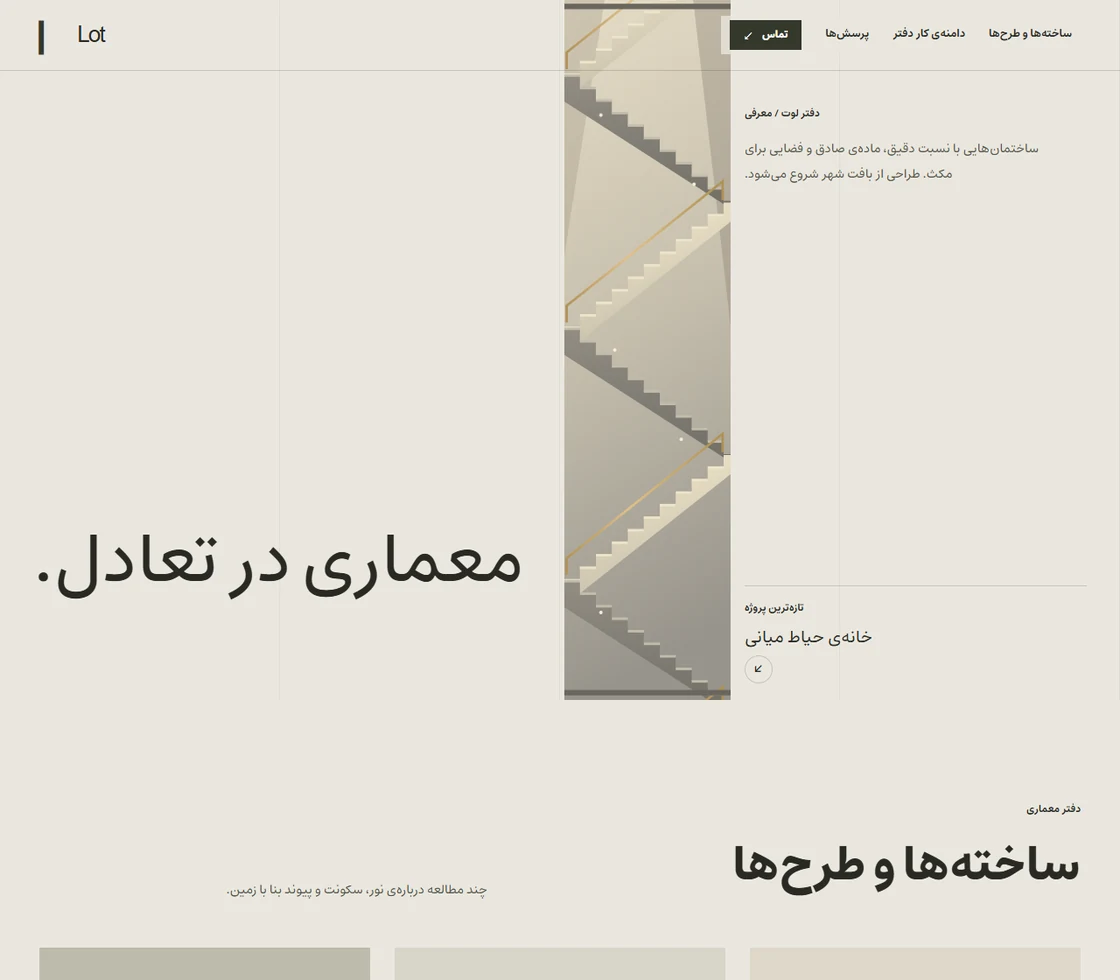 ساخته‌ها و طرح‌ها
دامنه‌ی کار دفتر
پرسش‌ها
تماس
Lot
دفتر لوت / معرفی
ساختمان‌هایی با نسبت دقیق، ماده‌ی صادق و فضایی برای
مکث. طراحی از بافت شهر شروع می‌شود.
معماری در تعادل.
تازه‌ترین پروژه
خانه‌ی حیاط میانی
دفتر معماری
ساخته‌ها و طرح‌ها
چند مطالعه درباره‌ی نور، سکونت و پیوند بنا با زمین.